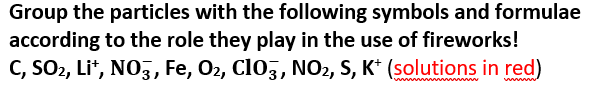 Group the particles with the following symbols and formulae
according to the role they play in the use of fireworks!
C, SO₂, Li⁺, NO₃⁻, Fe, O₂, ClO₃⁻, NO₂, S, K⁺ (solutions in red)